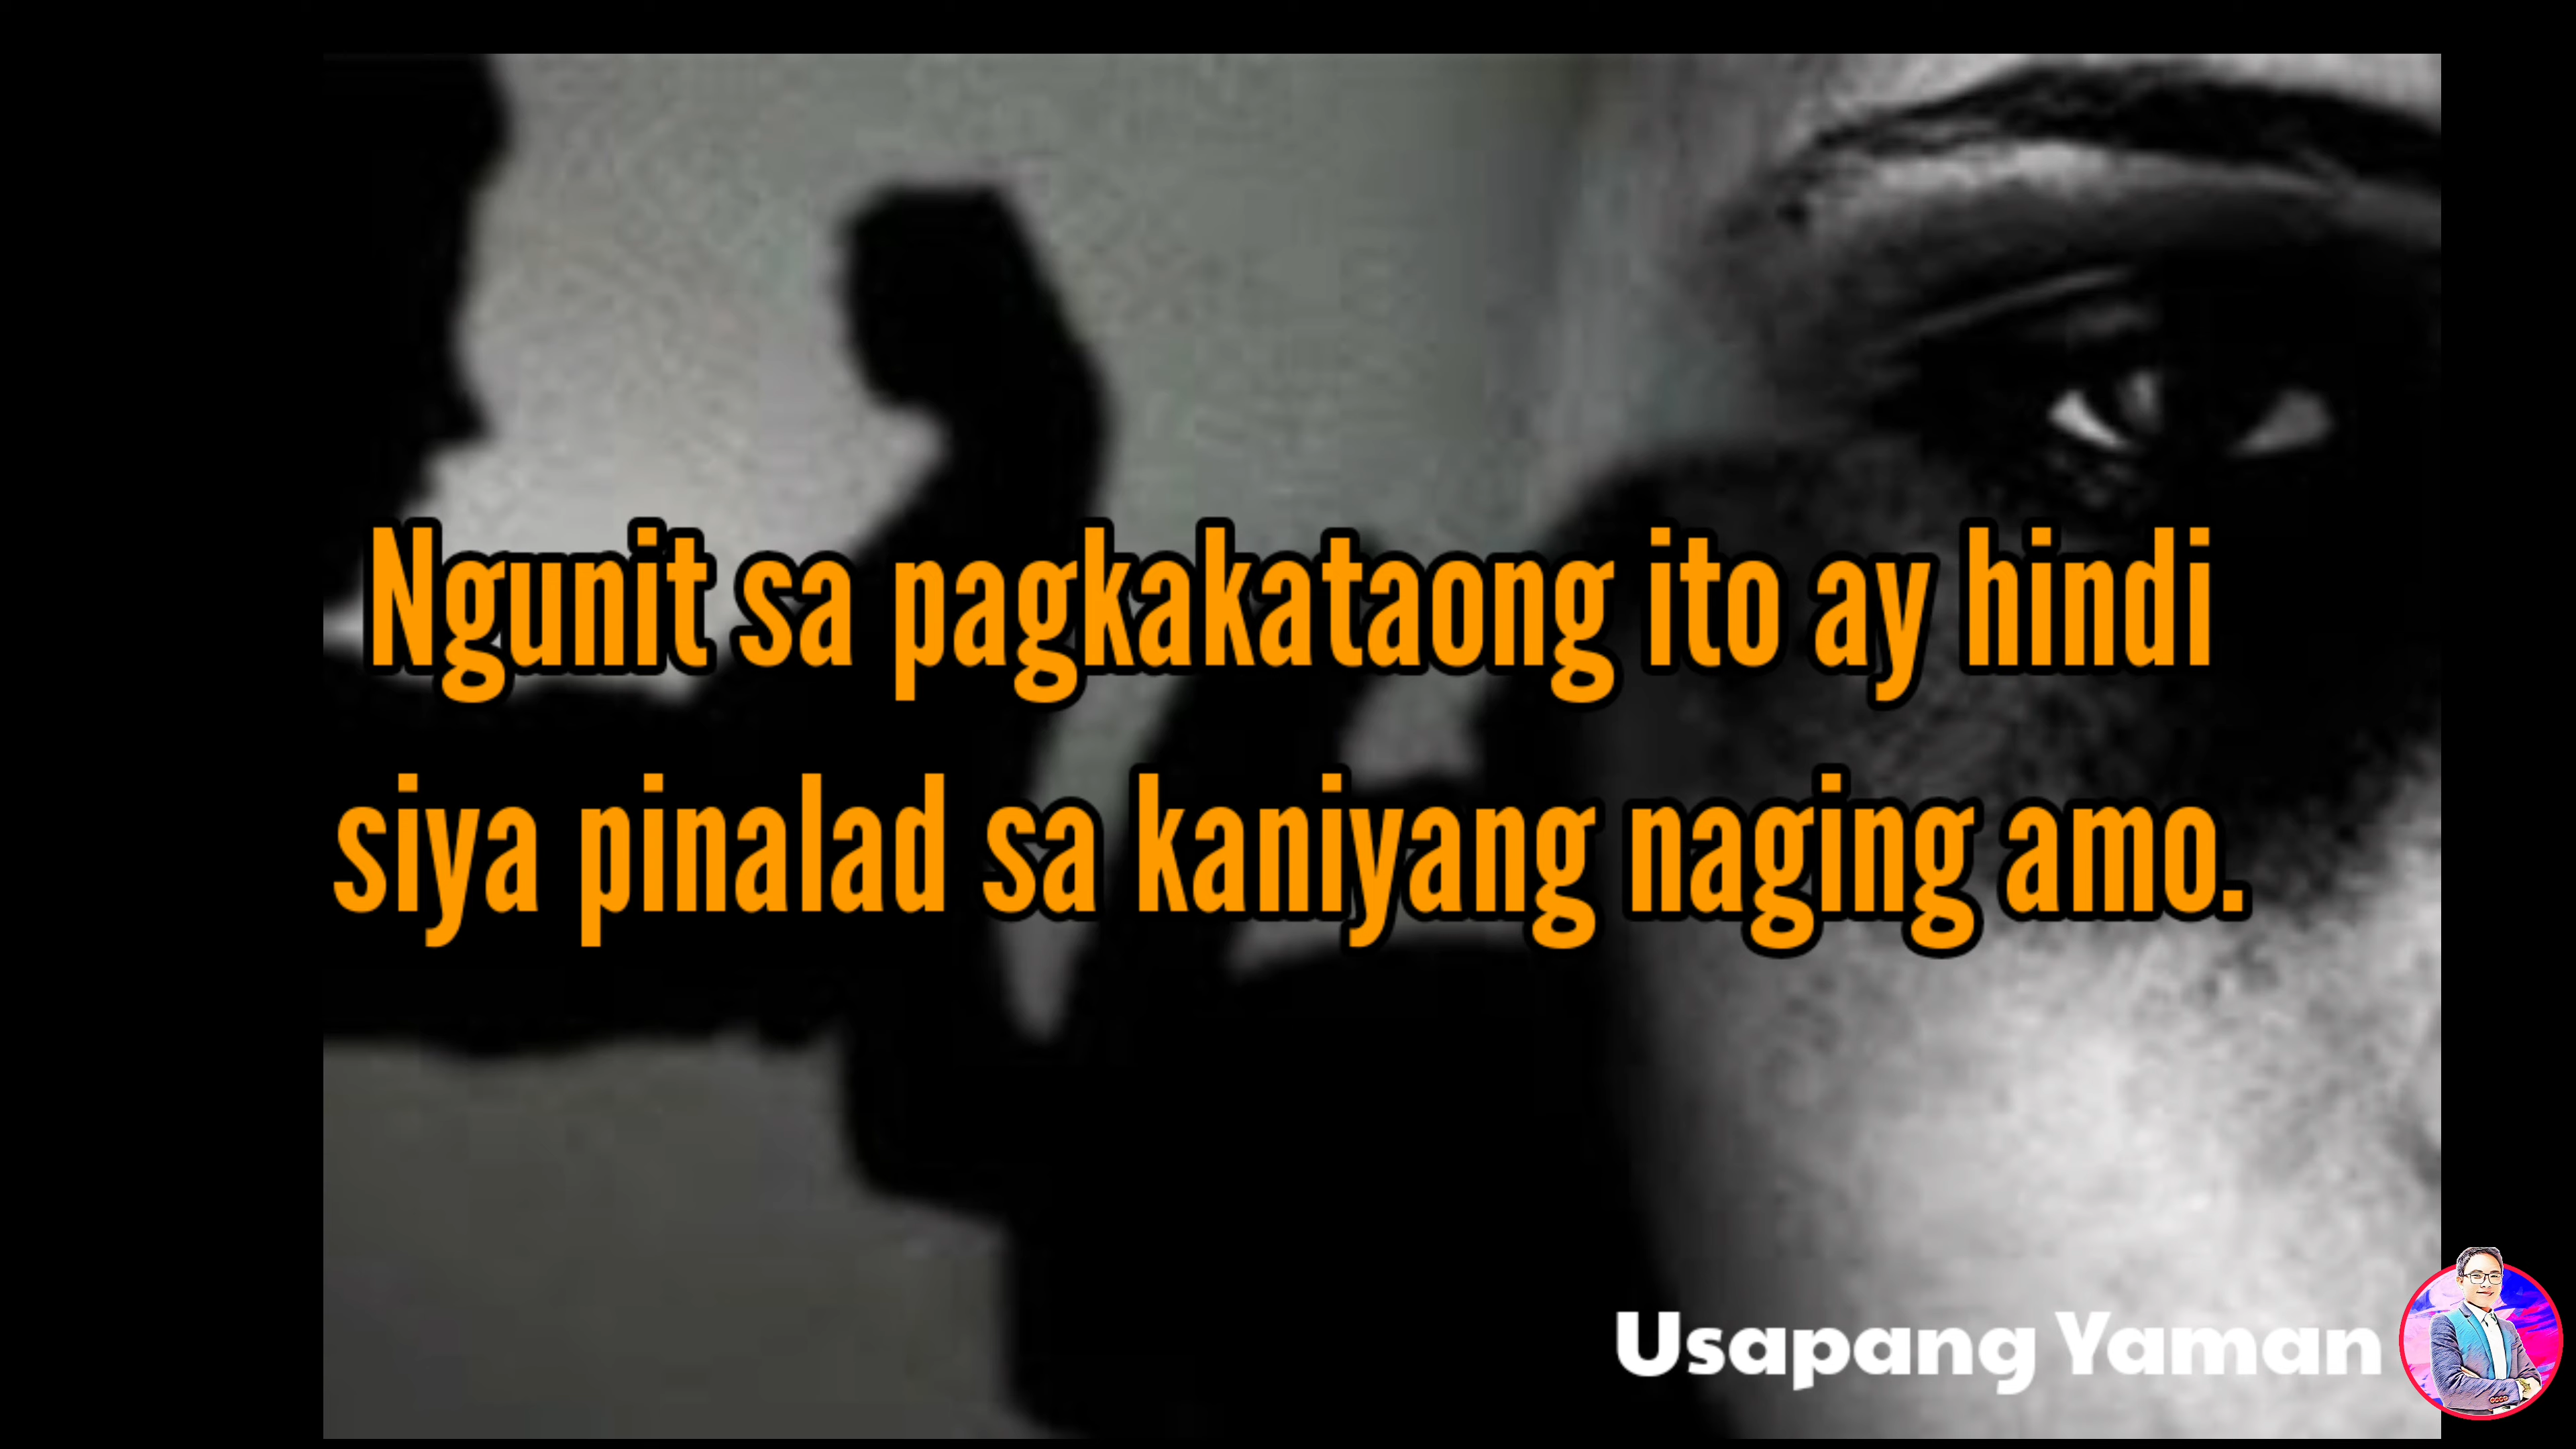 Ngunit sa pagkakataong ito ay hindi
siya pinalad sa kaniyang naging amo.
Usapang Yaman